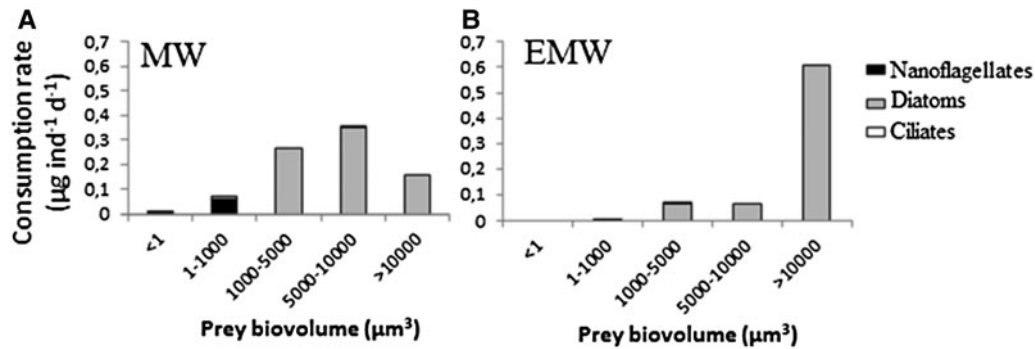 A
MW
Consumption rate
(µg ind-1 d-1)
0,7
0,6
0,5
0,4
0,3
0,2
0,1
0
<1
1-1000
1000-5000
5000-10000
>10000
Prey biovolume (µm3)
B
EMW
0,7
0,6
0,5
0,4
0,3
0,2
0,1
0
<1
1-1000
1000-5000
5000-10000
>10000
Prey biovolume (µm3)
Nanoflagellates
Diatoms
Ciliates